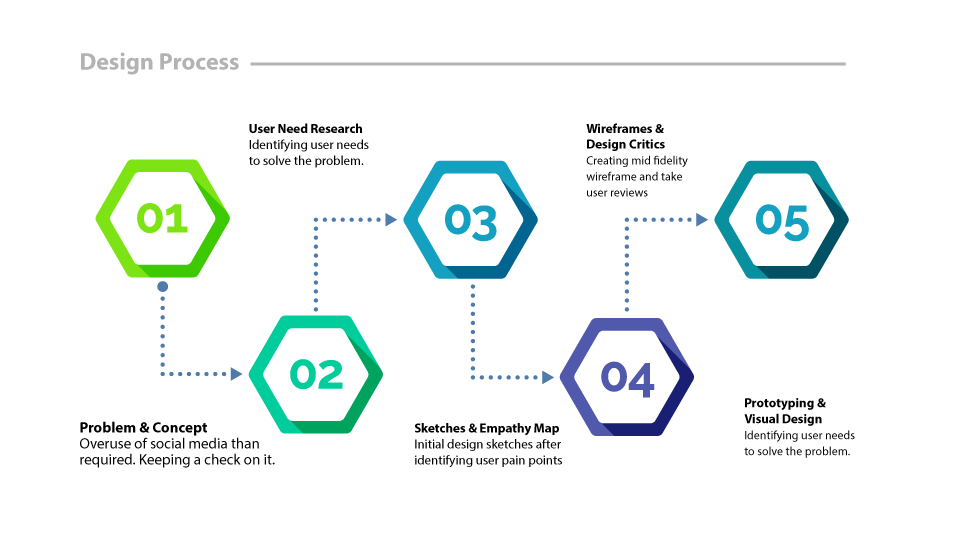 Design Process
01
Problem & Concept
Overuse of social media than
required. Keeping a check on it.
User Need Research
Identifying user needs
to solve the problem.
02
03
Sketches & Empathy Map
Initial design sketches after
identifying user pain points
Wireframes &
Design Critics
Creating mid fidelity
wireframe and take
user reviews
04
05
Prototyping &
Visual Design
Identifying user needs
to solve the problem.